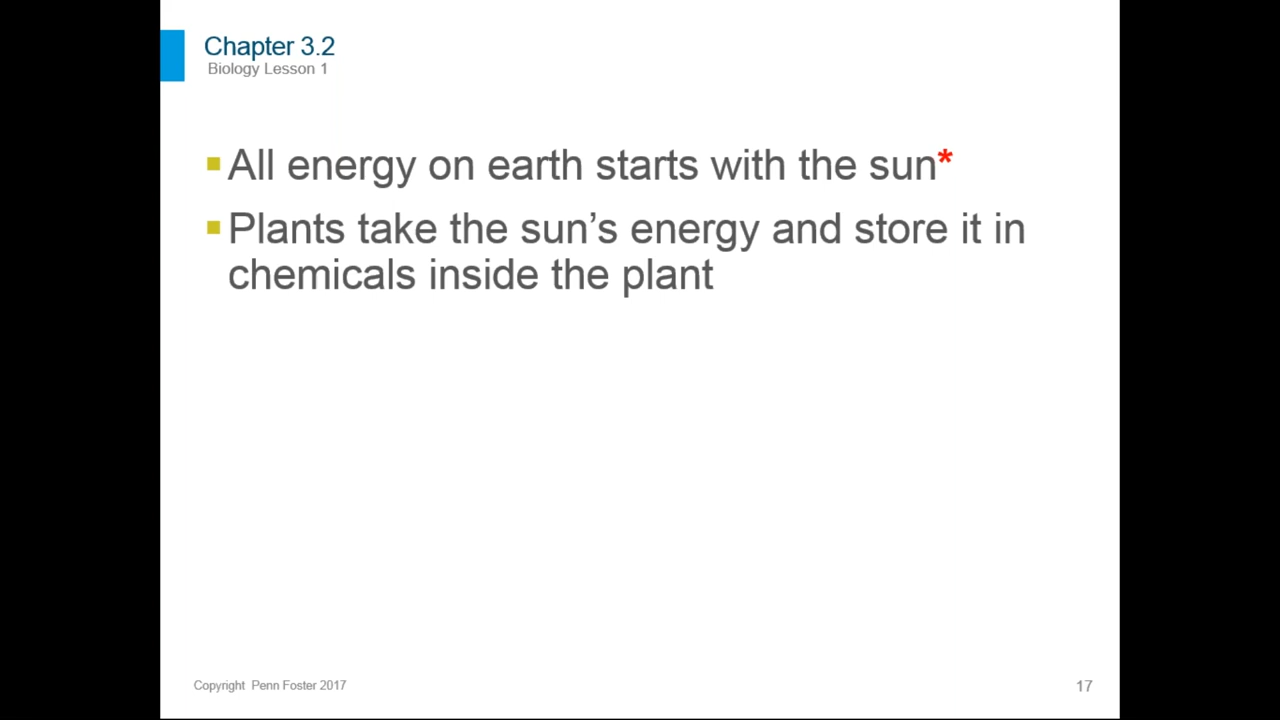 Chapter 3.2
Biology Lesson 1
All energy on earth starts with the sun*
Plants take the sun’s energy and store it in
chemicals inside the plant
Copyright Penn Foster 2017
17